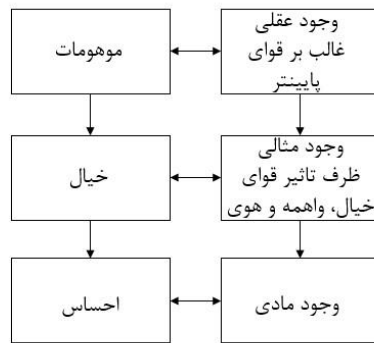 وجود عقلی
غالب بر قوای
پایینتر
موهومات
وجود مثالی
ظرف تاثیر قوای
خیال، واهمه و هوی
خیال
وجود مادی
احساس